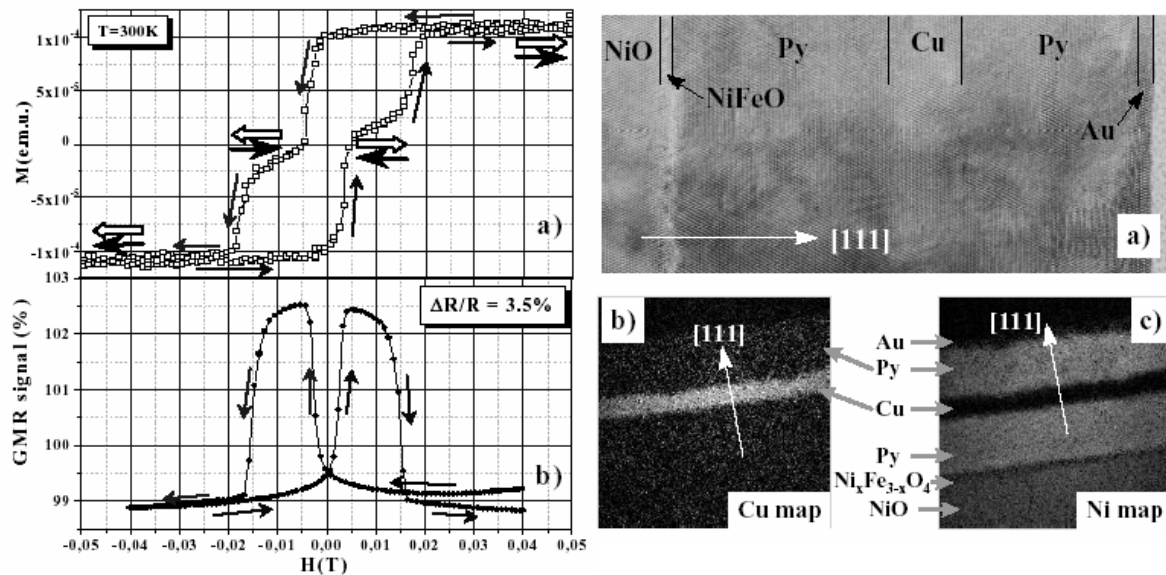 T=300K
M(e.m.u.)
1x10⁻⁴
5x10⁻⁵
0
-5x10⁻⁵
-1x10⁻⁴
a)
GMR signal (%)
103
102
101
100
99
ΔR/R = 3.5%
b)
-0,05 -0,04 -0,03 -0,02 -0,01 0,00 0,01 0,02 0,03 0,04 0,05
H(T)
NiO Py Cu Py
NiFeO
Au
[111]
a)
b)
[111]
Cu map
Au
Py
Cu
Py
NiₓFe₃₋ₓO₄
NiO
c)
[111]
Ni map